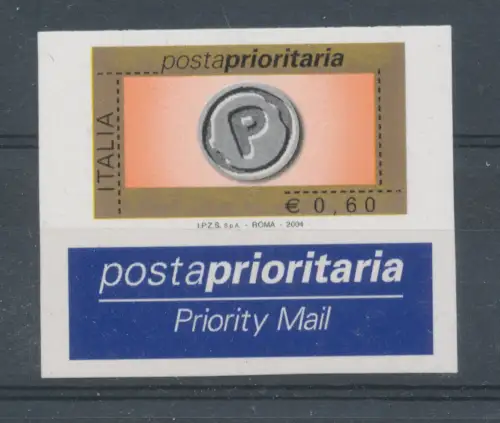 postaprioritaria
ITALIA
P
€ 0,60
I.P.Z.S. S.p.A. - ROMA - 2004
postaprioritaria
Priority Mail